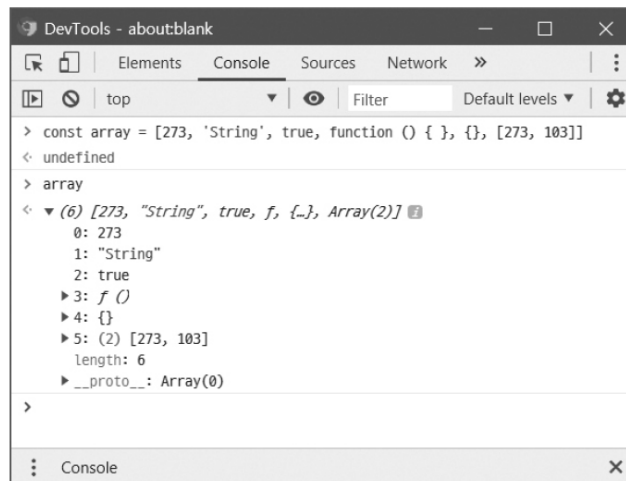 DevTools - about:blank
Elements Console Sources Network »
top Filter Default levels ▼
> const array = [273, 'String', true, function () { }, {}, [273, 103]]
undefined
> array
(6) [273, "String", true, ƒ, {…}, Array(2)] i
0: 273
1: "String"
2: true
3: ƒ ()
4: {}
5: (2) [273, 103]
length: 6
__proto__: Array(0)
>
Console